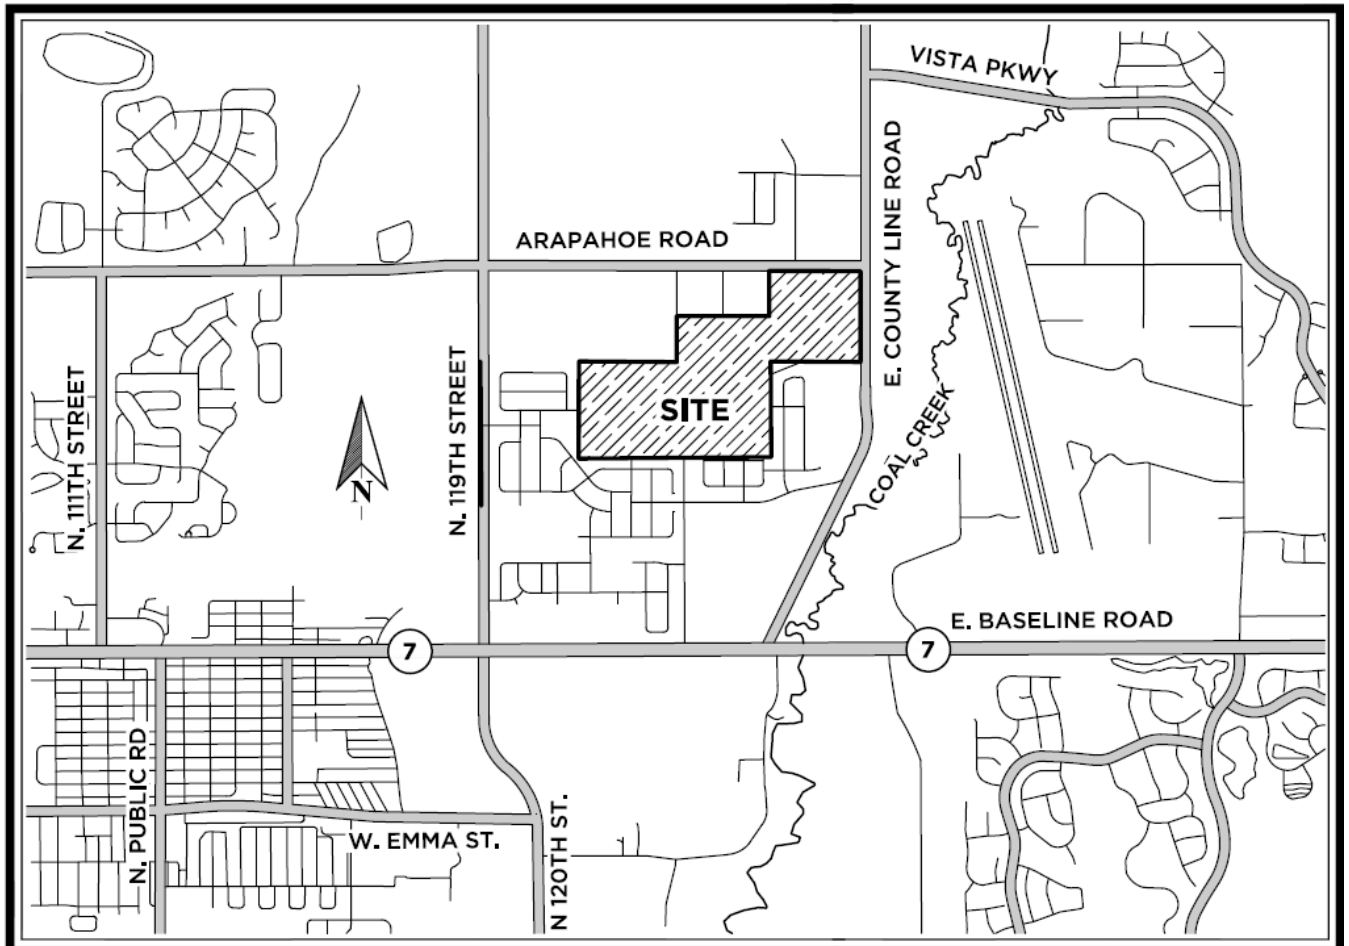 VISTA PKWY
E. COUNTY LINE ROAD
ARAPAHOE ROAD
N. 111TH STREET
N. 119TH STREET
SITE
COAL CREEK
N
E. BASELINE ROAD
7
7
N. PUBLIC RD
W. EMMA ST.
N 120TH ST.